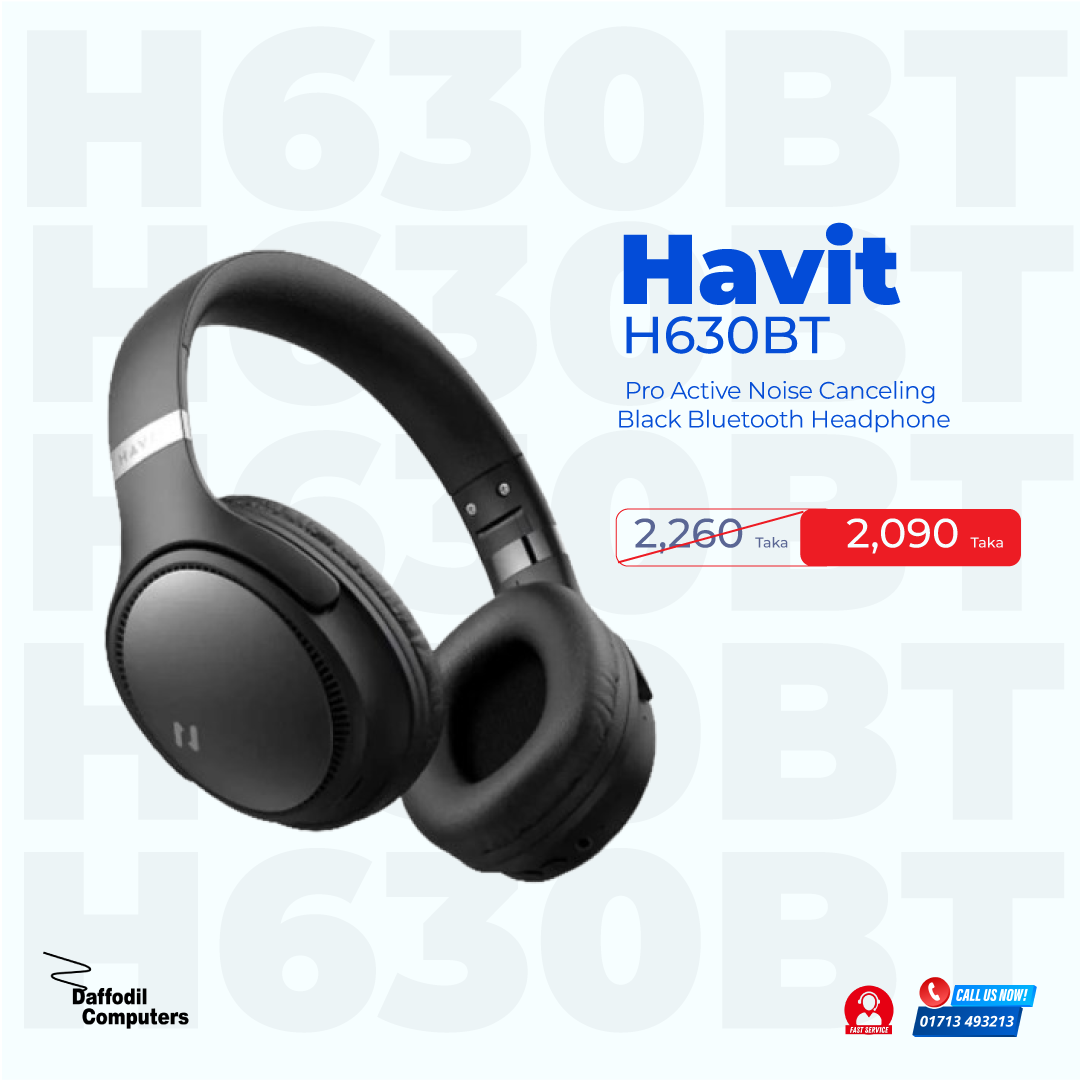 H630BT
H630BT
Havit
H630BT
Pro Active Noise Canceling
Black Bluetooth Headphone
H630BT
2,260 Taka 2,090 Taka
HAV
H630BT
H630BT
Daffodil
Computers
FAST SERVICE
CALL US NOW!
01713 493213